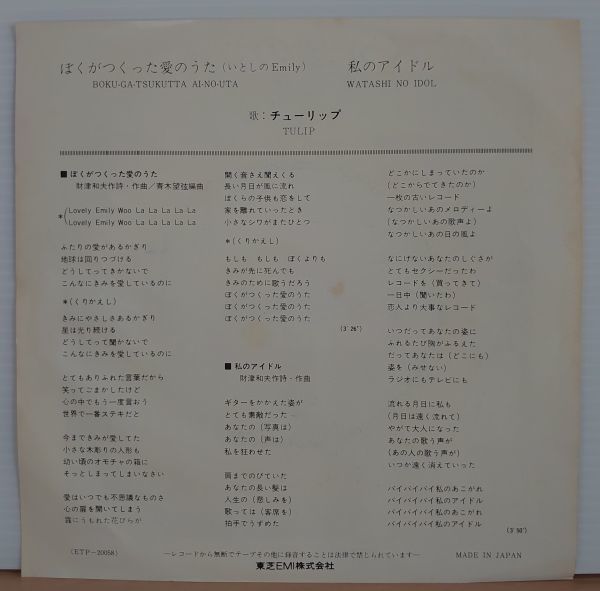 ぼくがつくった愛のうた(いとしのEmily)
BOKU-GA-TSUKUTTA AI-NO-UTA
私のアイドル
WATASHI NO IDOL
歌:チューリップ
TULIP
■ ぼくがつくった愛のうた
財津和夫作詩・作曲/青木望弦編曲
*(Lovely Emily Woo La La La La La
Lovely Emily Woo La La La La La
ふたりの愛があるかぎり
地球は回りつづける
どうしてってきかないで
こんなにきみを愛しているのに
*(くりかえし)
きみにやさしさあるかぎり
星は光り続ける
どうしてって聞かないで
こんなにきみを愛しているのに
とてもありふれた言葉だから
笑ってごまかしたけど
心の中でもう一度言おう
世界で一番ステキだと
今まできみが愛してた
小さな木彫りの人形も
幼い頃のオモチャの箱に
そっとしまってしまいなさい
愛はいつでも不思議なものさ
心の扉を開いてしまう
霧にうもれた花びらが
開く音さえ聞えくる
長い月日が風に流れ
ぼくらの子供も恋をして
家を離れていったとき
小さなシワがまたひとつ
*(くりかえし)
もしも もしも ぼくよりも
きみが先に死んでも
きみのために歌うだろう
ぼくがつくった愛のうた
ぼくがつくった愛のうた
ぼくがつくった愛のうた
(3′26″)
■ 私のアイドル
財津和夫作詩・作曲
ギターをかかえた姿が
とても素敵だった
あなたの(写真は)
あなたの(声は)
私を狂わせた
肩までのびていた
あなたの長い髪は
人生の(悲しみを)
歌っては(客席を)
拍手でうずめた
どこかにしまっていたのか
(どこからでてきたのか)
一枚の古いレコード
なつかしいあのメロディーよ
(なつかしいあの歌声よ)
なつかしいあの日の風よ
なにげないあなたのしぐさが
とてもセクシーだったわ
レコードを(買ってきて)
一日中(聞いたわ)
恋人より大事なレコード
いつだってあなたの姿に
ふれるたび胸がふるえた
だってあなたは(どこにも)
姿を(みせない)
ラジオにもテレビにも
流れる月日に私も
(月日は速く流れて)
やがて大人になった
あなたの歌う声が
(あの人の歌う声が)
いつか遠く消えていった
バイバイバイ私のあこがれ
バイバイバイ私のアイドル
バイバイバイ私のあこがれ
バイバイバイ私のアイドル
(3′50″)
(ETP-20058)
―レコードから無断でテープその他に録音することは法律で禁じられています―
MADE IN JAPAN
東芝EMI株式会社